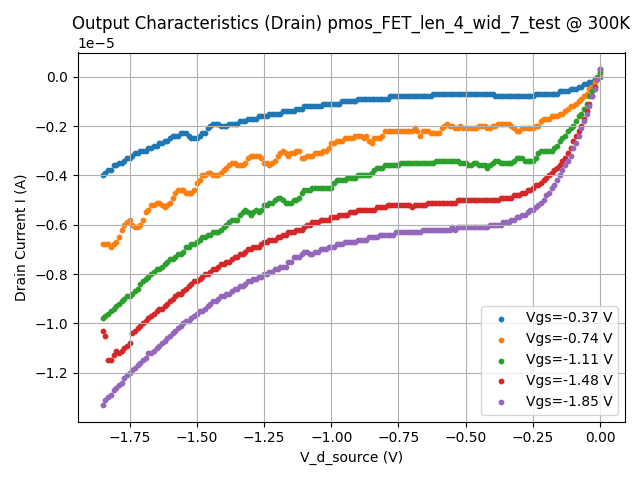 Output Characteristics (Drain) pmos_FET_len_4_wid_7_test @ 300K
1e−5
0.0
−0.2
−0.4
−0.6
−0.8
−1.0
−1.2
Drain Current I (A)
Vgs=-0.37 V
Vgs=-0.74 V
Vgs=-1.11 V
Vgs=-1.48 V
Vgs=-1.85 V
−1.75 −1.50 −1.25 −1.00 −0.75 −0.50 −0.25 0.00
V_d_source (V)